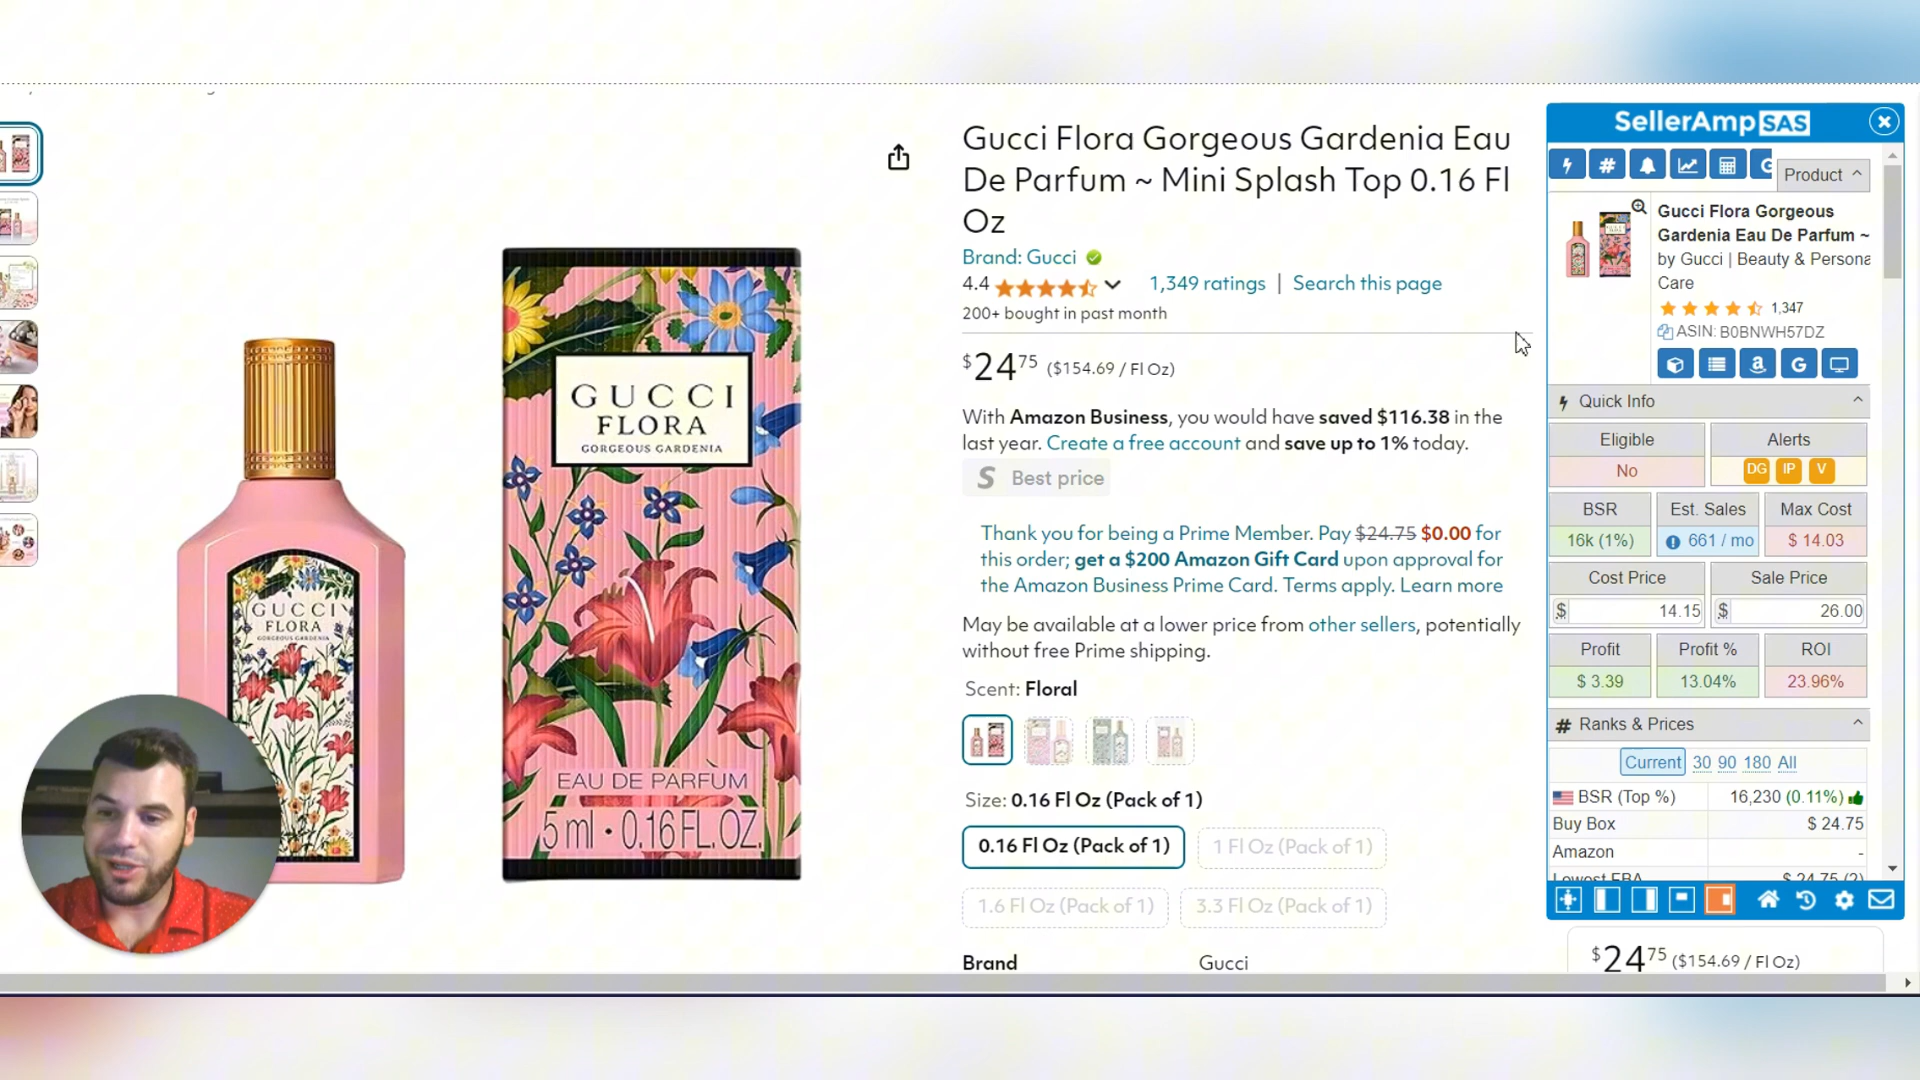 Gucci Flora Gorgeous Gardenia Eau
De Parfum ~ Mini Splash Top 0.16 Fl
Oz
Brand: Gucci
4.4
1,349 ratings | Search this page
200+ bought in past month
$24 75 ($154.69 / Fl Oz)
With Amazon Business, you would have saved $116.38 in the
last year. Create a free account and save up to 1% today.
S Best price
Thank you for being a Prime Member. Pay $24.75 $0.00 for
this order; get a $200 Amazon Gift Card upon approval for
the Amazon Business Prime Card. Terms apply. Learn more
May be available at a lower price from other sellers, potentially
without free Prime shipping.
Scent: Floral
Size: 0.16 Fl Oz (Pack of 1)
0.16 Fl Oz (Pack of 1)
1 Fl Oz (Pack of 1)
1.6 Fl Oz (Pack of 1)
3.3 Fl Oz (Pack of 1)
Brand Gucci
GUCCI
FLORA
GORGEOUS GARDENIA
EAU DE PARFUM
5 ml • 0.16 FL.OZ.
GUCCI
FLORA
GORGEOUS GARDENIA
SellerAmp SAS
Product
Gucci Flora Gorgeous
Gardenia Eau De Parfum ~
by Gucci | Beauty & Persona
Care
1,347
ASIN: B0BNWH57DZ
Quick Info
Eligible
No
Alerts
DG IP V
BSR Est. Sales Max Cost
16k (1%) 661 / mo $ 14.03
Cost Price Sale Price
$ 14.15 $ 26.00
Profit Profit % ROI
$ 3.39 13.04% 23.96%
# Ranks & Prices
Current 30 90 180 All
BSR (Top %) 16,230 (0.11%)
Buy Box $ 24.75
Amazon -
Lowest FBA $ 24.75 (2)
$24 75 ($154.69 / Fl Oz)